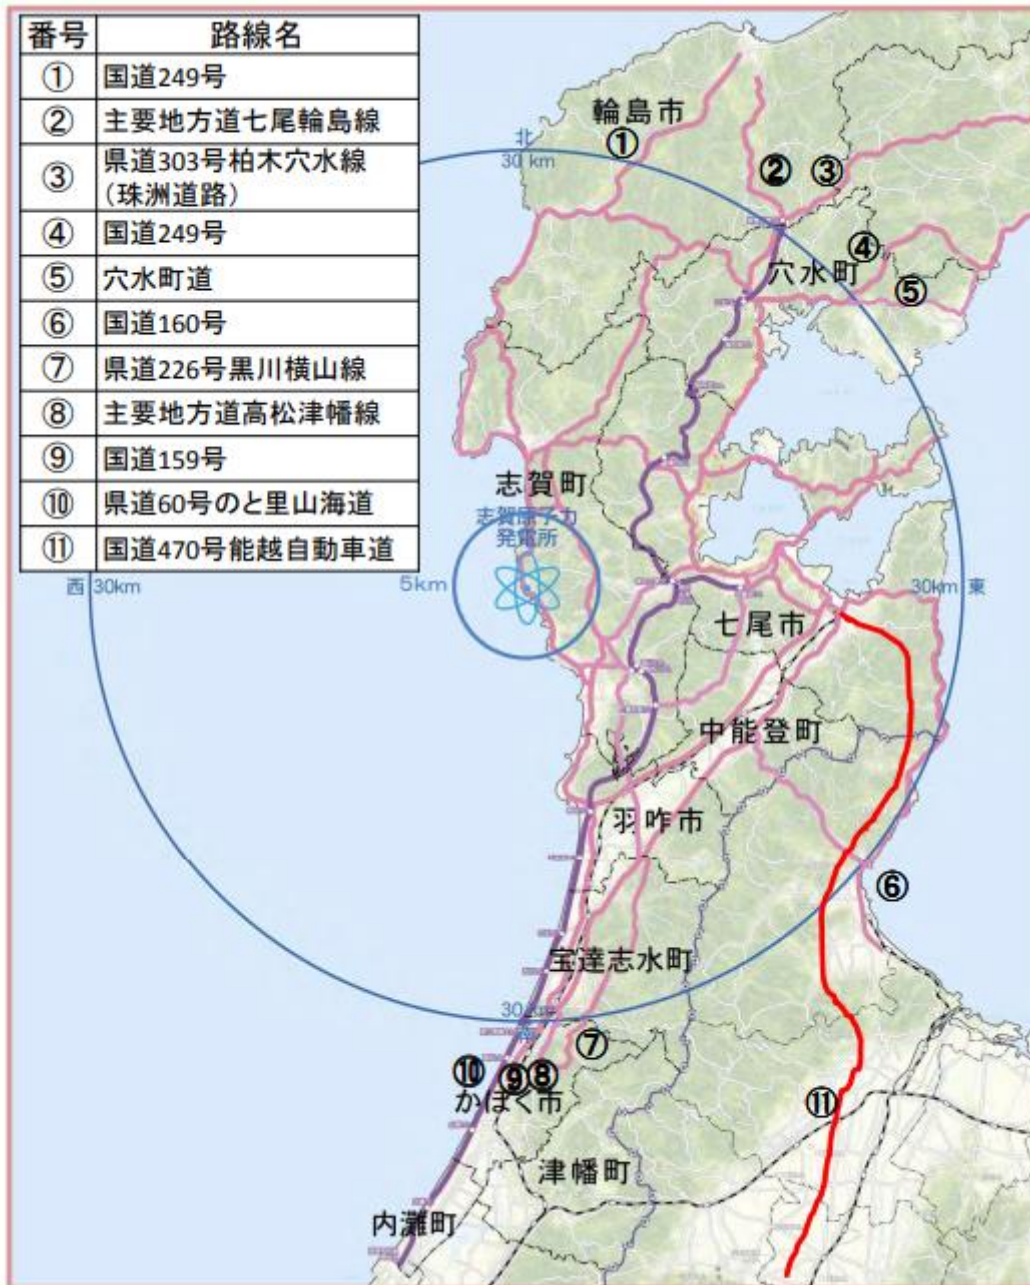 番号 路線名
① 国道249号
② 主要地方道七尾輪島線
③ 県道303号柏木穴水線
（珠洲道路）
④ 国道249号
⑤ 穴水町道
⑥ 国道160号
⑦ 県道226号黒川横山線
⑧ 主要地方道高松津幡線
⑨ 国道159号
⑩ 県道60号のと里山海道
⑪ 国道470号能越自動車道
輪島市
①
北
30 km
② ③
④
穴水町
⑤
志賀町
志賀原子力
発電所
西 30km
5km
30km 東
七尾市
中能登町
羽咋市
⑥
宝達志水町
30 km
南
⑦
⑩ ⑨ ⑧
かほく市
⑪
津幡町
内灘町